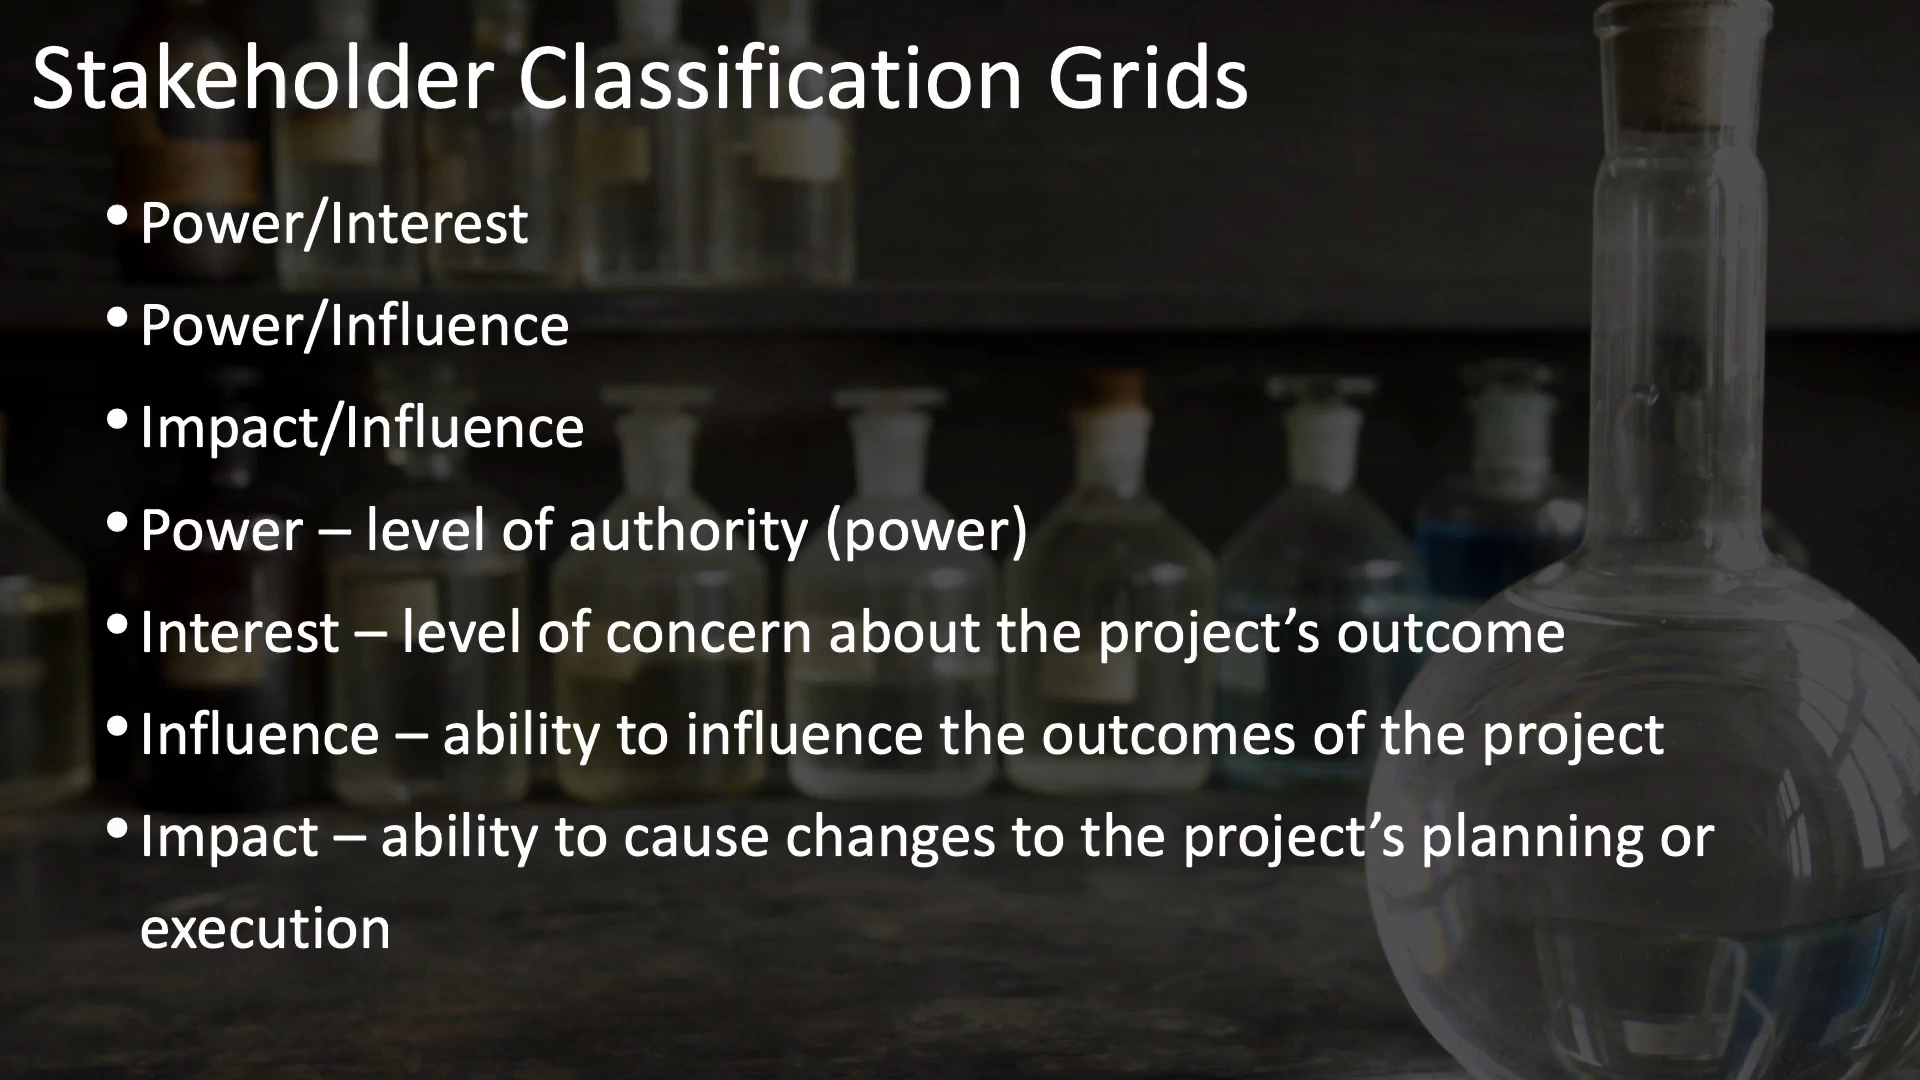 Stakeholder Classification Grids
• Power/Interest
• Power/Influence
• Impact/Influence
• Power – level of authority (power)
• Interest – level of concern about the project’s outcome
• Influence – ability to influence the outcomes of the project
• Impact – ability to cause changes to the project’s planning or
execution